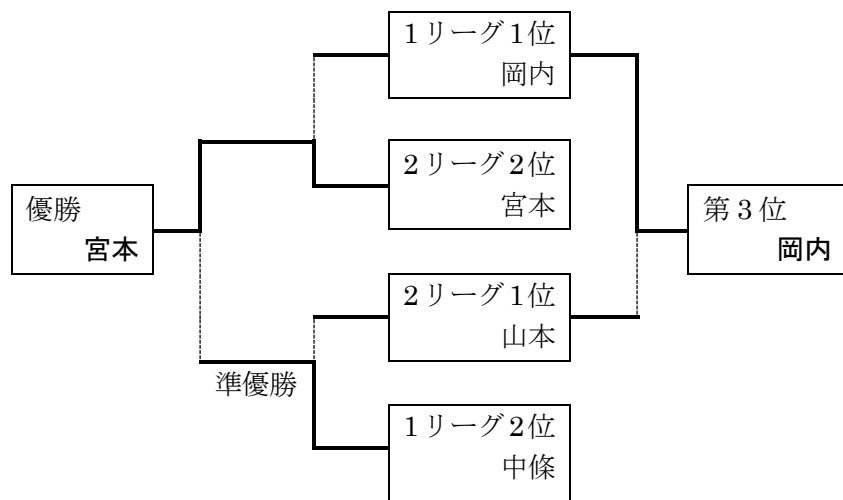 1リーグ1位
岡内
2リーグ2位
宮本
優勝
宮本
第3位
岡内
2リーグ1位
山本
準優勝
1リーグ2位
中條